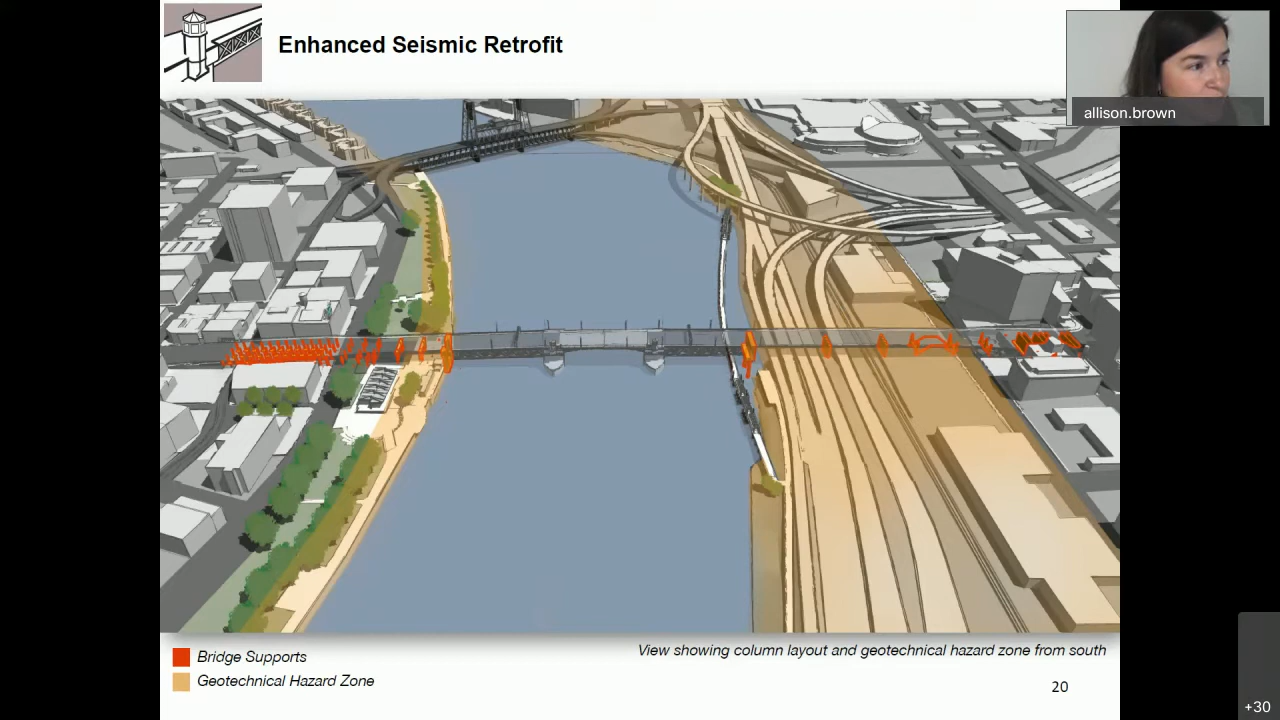 Enhanced Seismic Retrofit
allison.brown
Bridge Supports
Geotechnical Hazard Zone
View showing column layout and geotechnical hazard zone from south
20
+30